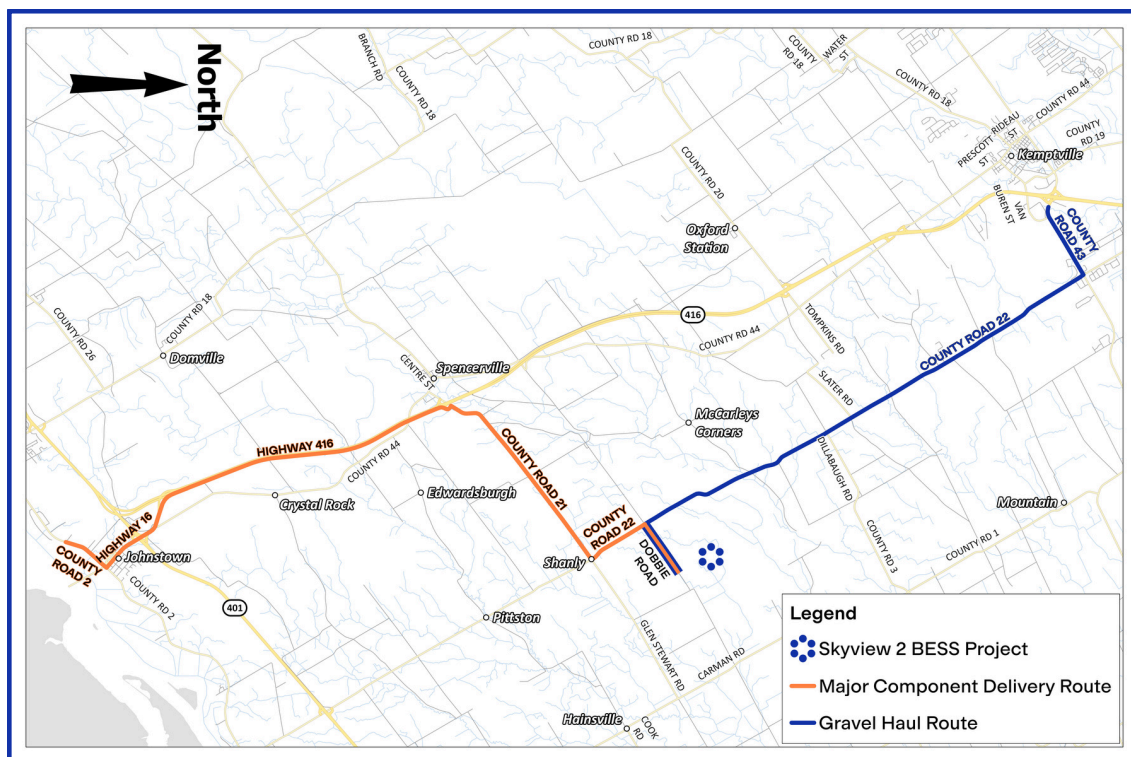 North
BRANCH RD
COUNTY RD 18
COUNTY RD 18
COUNTY
RD 18
WATER
ST
COUNTY RD 18
COUNTY RD 44
PRESCOTT
ST
RIDEAU
ST
COUNTY
RD 19
Kemptville
VAN
BUREN ST
COUNTY
ROAD 43
COUNTY RD 20
Oxford
Station
416
COUNTY RD 44
TOMPKINS RD
COUNTY ROAD 22
SLATER RD
COUNTY RD 26
COUNTY RD 18
Domville
CENTRE ST
Spencerville
McCarleys
Corners
HIGHWAY 416
COUNTY RD 44
COUNTY ROAD 21
DILLABAUGH RD
Crystal Rock
Edwardsburgh
Mountain
HIGHWAY 16
COUNTY
ROAD 22
COUNTY RD 3
COUNTY RD 1
COUNTY
ROAD 2
Johnstown
Shanly
DOBBIE
ROAD
COUNTY RD 2
401
Pittston
GLEN STEWART RD
CARMAN RD
Hainsville
COOK
RD
Legend
Skyview 2 BESS Project
Major Component Delivery Route
Gravel Haul Route